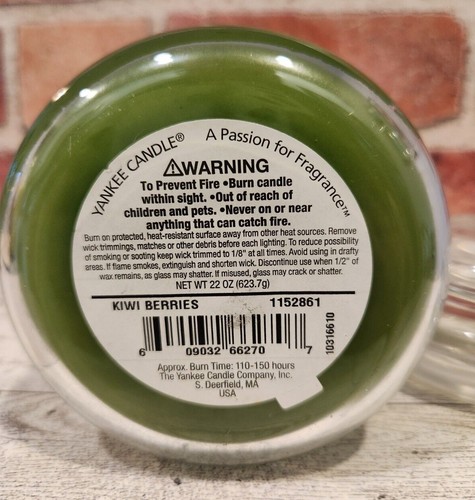 YANKEE CANDLE® A Passion for Fragrance™
⚠WARNING
To Prevent Fire •Burn candle
within sight. •Out of reach of
children and pets. •Never on or near
anything that can catch fire.
Burn on protected, heat-resistant surface away from other heat sources. Remove
wick trimmings, matches or other debris before each lighting. To reduce possibility
of smoking or sooting keep wick trimmed to 1/8" at all times. Avoid using in drafty
areas. If flame smokes, extinguish and shorten wick. Discontinue use when 1/2" of
wax remains, as glass may shatter. If misused, glass may crack or shatter.
NET WT 22 OZ (623.7g)
KIWI BERRIES 1152861
6 09032 66270 7
10316610
Approx. Burn Time: 110-150 hours
The Yankee Candle Company, Inc.
S. Deerfield, MA
USA